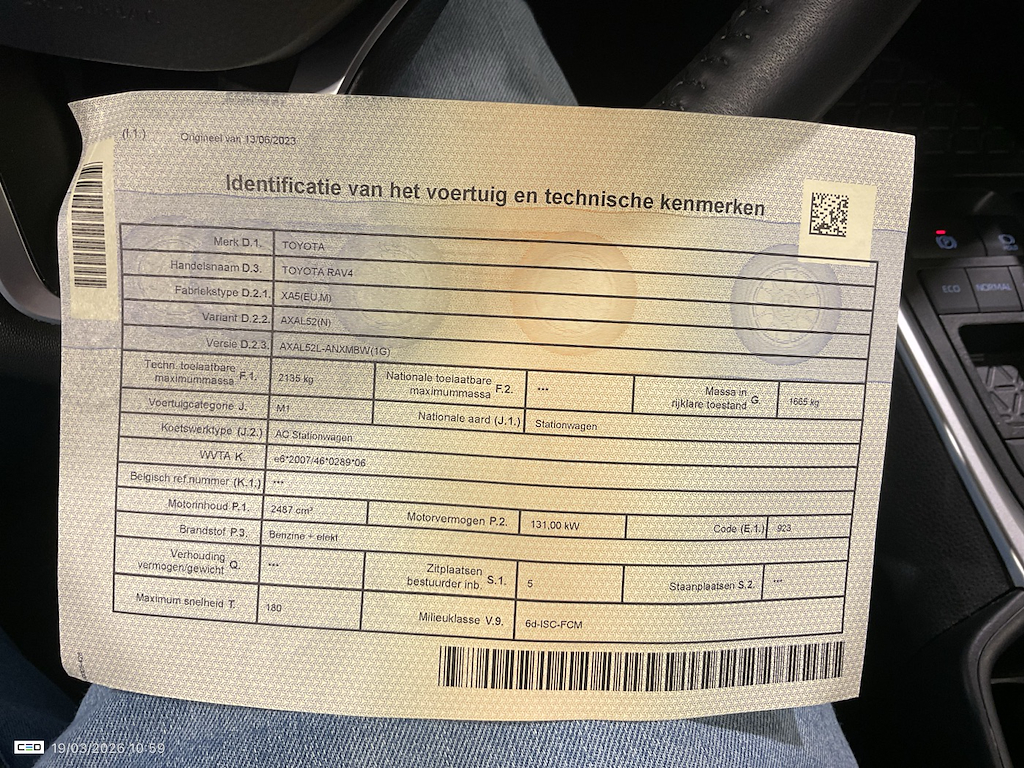 (I.1.) Origineel van 13/06/2023
Identificatie van het voertuig en technische kenmerken
Merk D.1. TOYOTA
Handelsnaam D.3. TOYOTA RAV4
Fabriekstype D.2.1. XA5(EU,M)
Variant D.2.2. AXAL52(N)
Versie D.2.3. AXAL52L-ANXMBW(1G)
Techn. toelaatbare maximummassa F.1. 2135 kg Nationale toelaatbare maximummassa F.2. *** Massa in rijklare toestand G. 1665 kg
Voertuigcategorie J. M1 Nationale aard (J.1.) Stationwagen
Koetswerktype (J.2.) AC Stationwagen
WVTA K. e6*2007/46*0289*06
Belgisch ref.nummer (K.1.) ***
Motorinhoud P.1. 2487 cm³ Motorvermogen P.2. 131,00 kW Code (E.1.) 923
Brandstof P.3. Benzine + elekt
Verhouding vermogen/gewicht Q. *** Zitplaatsen bestuurder inb. S.1. 5 Staanplaatsen S.2. ***
Maximum snelheid T. 180 Milieuklasse V.9. 6d-ISC-FCM
ECO NORMAL
CEO 19/03/2026 10:59